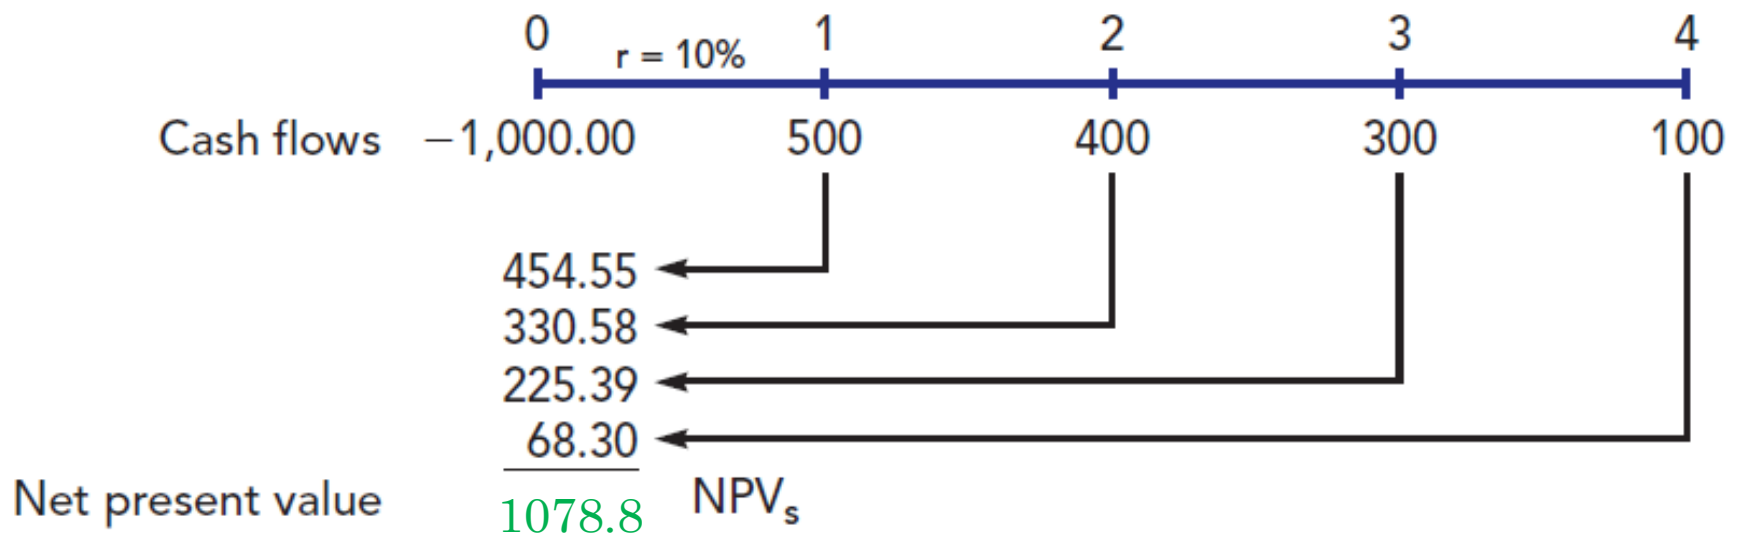 0 1 2 3 4
r = 10%
Cash flows −1,000.00 500 400 300 100
454.55
330.58
225.39
68.30
Net present value 1078.8 NPVs